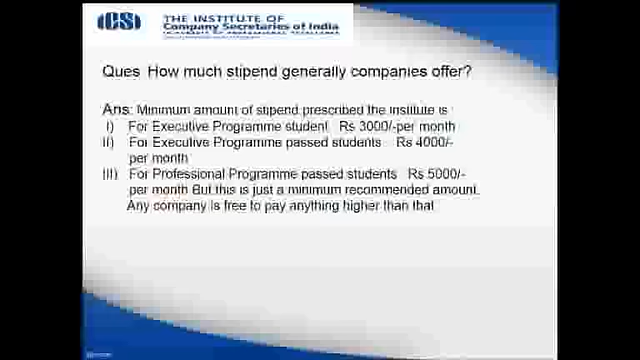 ICSI
THE INSTITUTE OF
Company Secretaries of India
Ques How much stipend generally companies offer?
Ans: Minimum amount of stipend prescribed the institute is
I) For Executive Programme student Rs 3000/-per month
II) For Executive Programme passed students Rs 4000/-
per month
III) For Professional Programme passed students Rs 5000/-
per month But this is just a minimum recommended amount.
Any company is free to pay anything higher than that